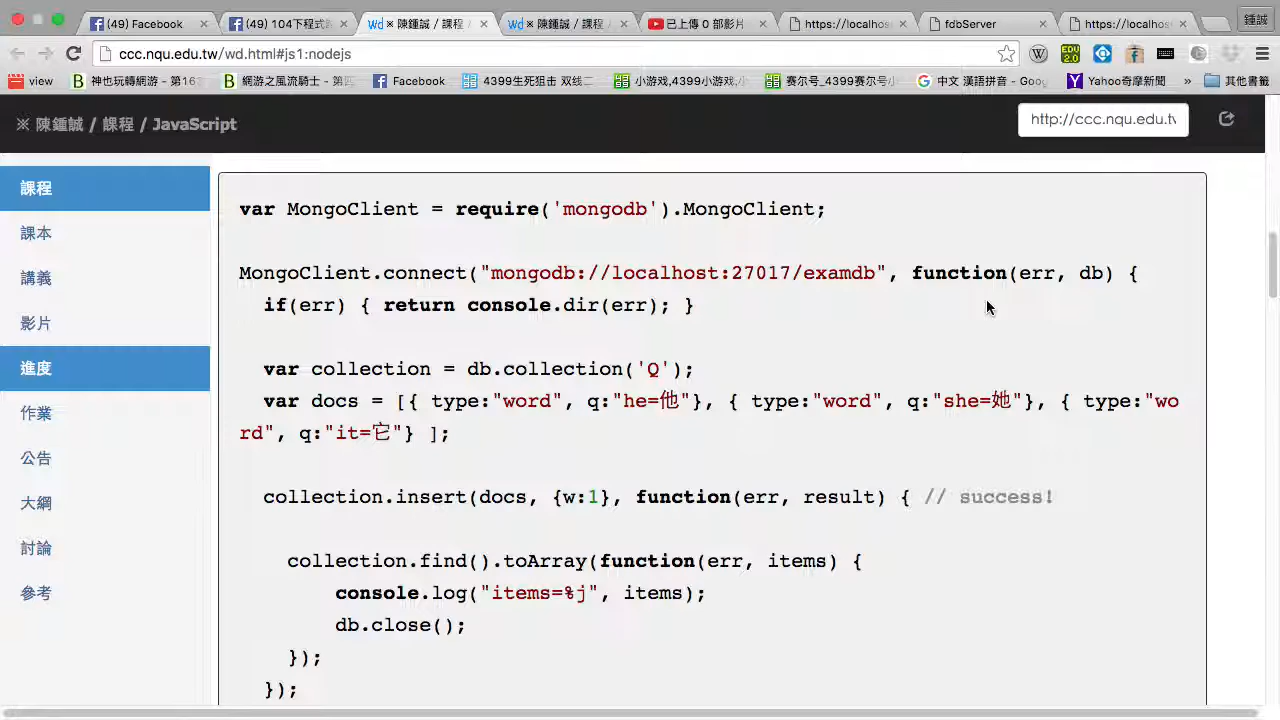 (49) Facebook
(49) 104下程式
※ 陳鍾誠 / 課程 /
※ 陳鍾誠 / 課程 /
已上傳 0 部影片
https://localhos
fdbServer
https://localhos
鍾誠
ccc.nqu.edu.tw/wd.html#js1:nodejs
view
神也玩轉網游 - 第16
網游之風流騎士 - 第四
Facebook
4399生死狙击 双线二
小游戏,4399小游戏,小
赛尔号_4399赛尔号小
中文 漢語拼音 - Goog
Yahoo奇摩新聞
»
其他書籤
※ 陳鍾誠 / 課程 / JavaScript
http://ccc.nqu.edu.tv
課程
課本
講義
影片
進度
作業
公告
大綱
討論
參考
var MongoClient = require('mongodb').MongoClient;
MongoClient.connect("mongodb://localhost:27017/examdb", function(err, db) {
if(err) { return console.dir(err); }
var collection = db.collection('Q');
var docs = [{ type:"word", q:"he=他"}, { type:"word", q:"she=她"}, { type:"wo
rd", q:"it=它"} ];
collection.insert(docs, {w:1}, function(err, result) { // success!
collection.find().toArray(function(err, items) {
console.log("items=%j", items);
db.close();
});
});